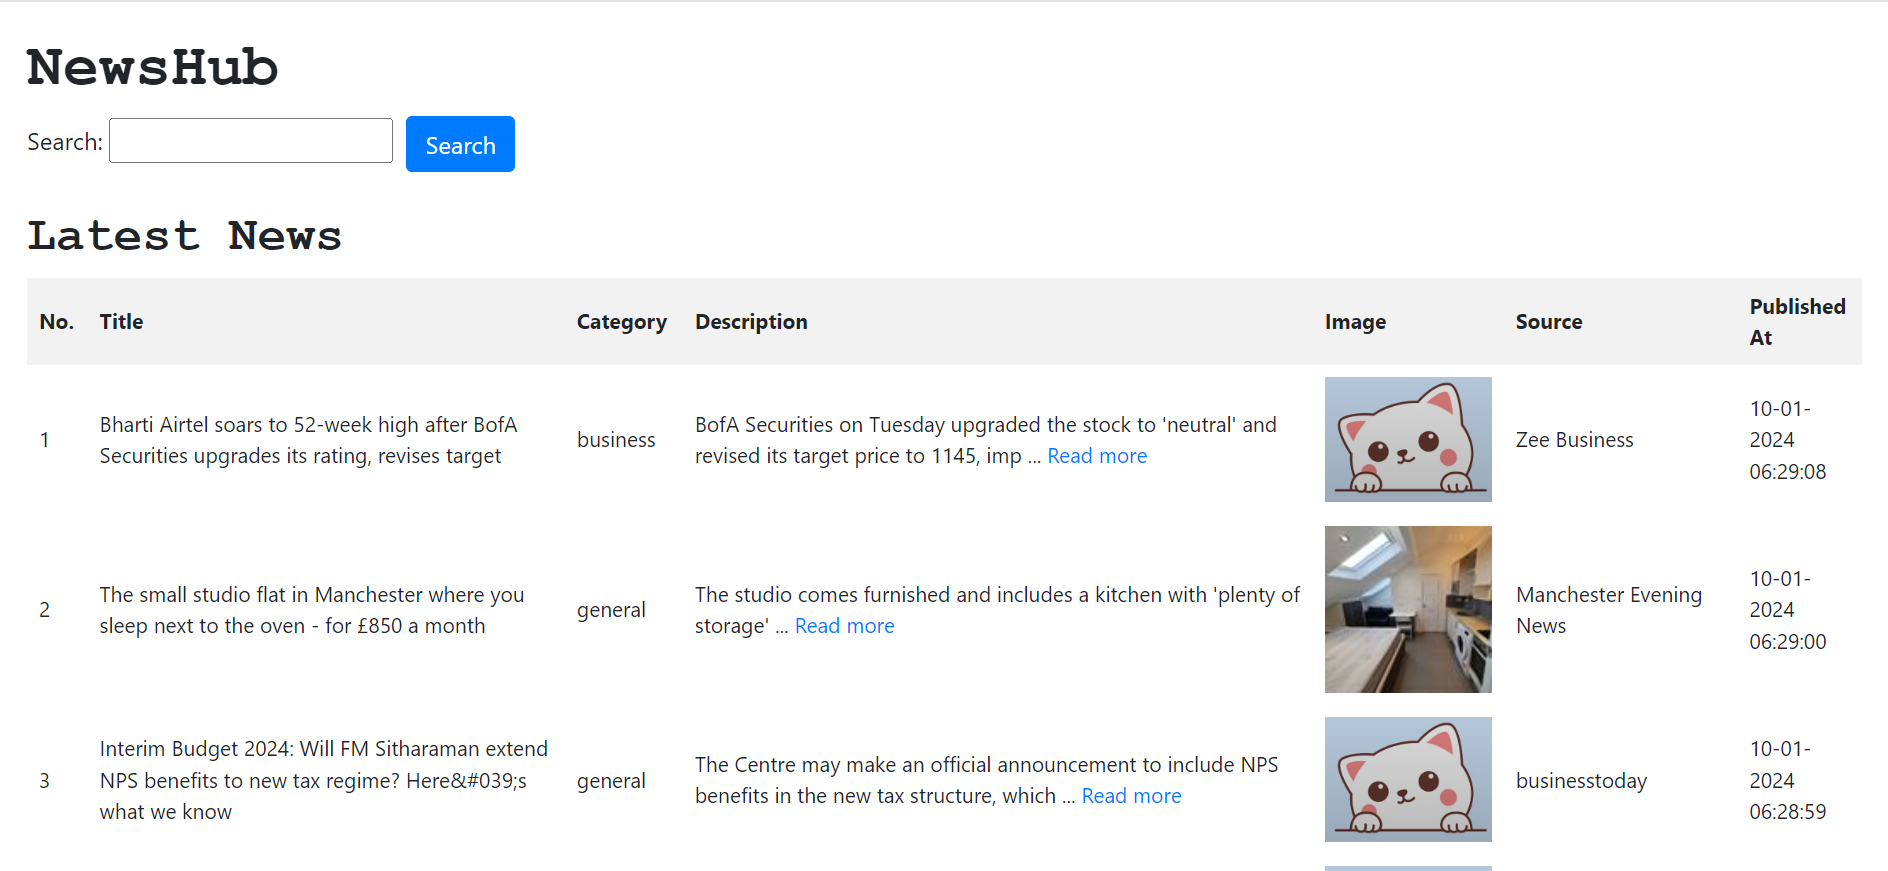 NewsHub
Search:
Search
Latest News
No. Title Category Description Image Source Published At
1
Bharti Airtel soars to 52-week high after BofA
Securities upgrades its rating, revises target
business
BofA Securities on Tuesday upgraded the stock to 'neutral' and
revised its target price to 1145, imp ... Read more
Zee Business
10-01-
2024
06:29:08
2
The small studio flat in Manchester where you
sleep next to the oven - for £850 a month
general
The studio comes furnished and includes a kitchen with 'plenty of
storage' ... Read more
Manchester Evening
News
10-01-
2024
06:29:00
3
Interim Budget 2024: Will FM Sitharaman extend
NPS benefits to new tax regime? Here&#039;s
what we know
general
The Centre may make an official announcement to include NPS
benefits in the new tax structure, which ... Read more
businesstoday
10-01-
2024
06:28:59